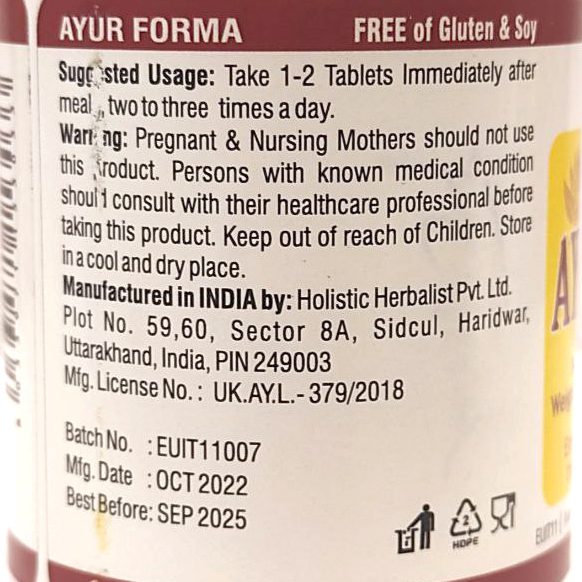 AYUR FORMA FREE of Gluten & Soy
Suggested Usage: Take 1-2 Tablets Immediately after
meal, two to three times a day.
Warning: Pregnant & Nursing Mothers should not use
this Product. Persons with known medical condition
should consult with their healthcare professional before
taking this product. Keep out of reach of Children. Store
in a cool and dry place.
Manufactured in INDIA by: Holistic Herbalist Pvt. Ltd.
Plot No. 59,60, Sector 8A, Sidcul, Haridwar,
Uttarakhand, India, PIN 249003
Mfg. License No. : UK.AY.L.- 379/2018
Batch No. : EUIT11007
Mfg. Date : OCT 2022
Best Before: SEP 2025
2
HDPE